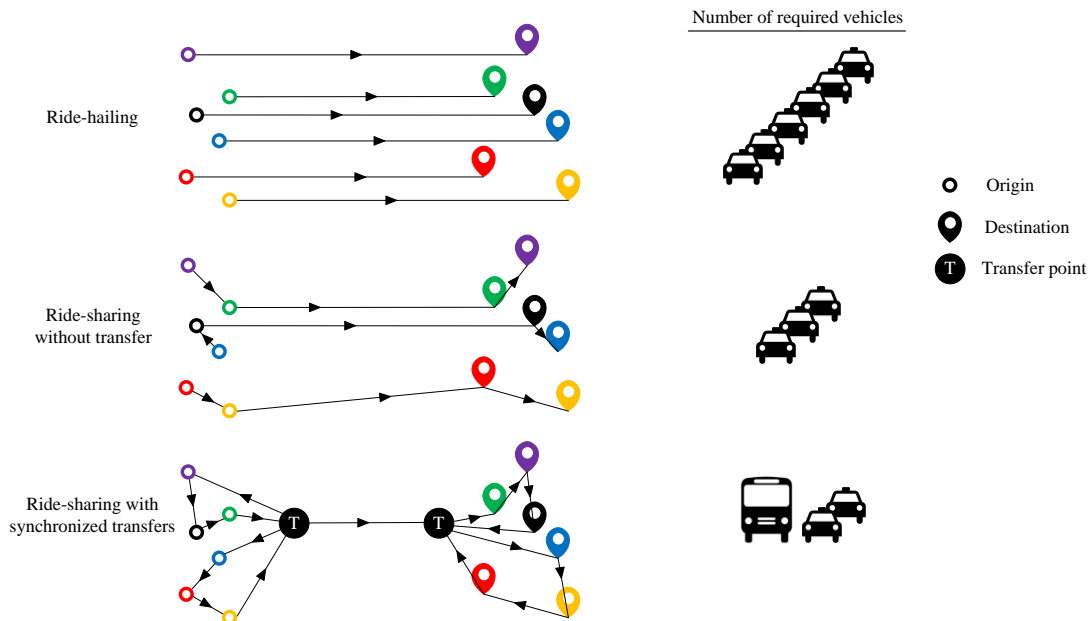 Number of required vehicles
Ride-hailing
Origin
Destination
Transfer point
T
Ride-sharing
without transfer
Ride-sharing with
synchronized transfers
T
T